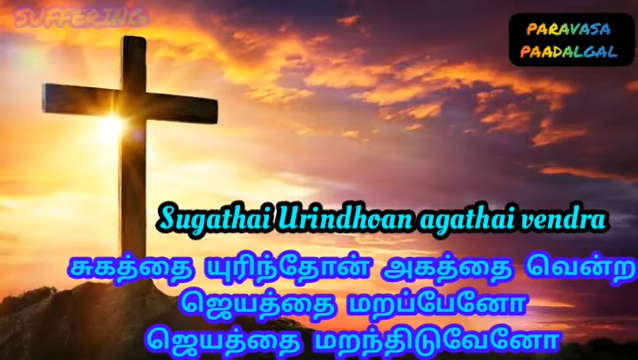 SUFFERING
PARAVASA
PAADALGAL
Sugathai Urindhoan agathai vendra
சுகத்தை யுரிந்தோன் அகத்தை வென்ற
ஜெயத்தை மறப்பேனோ
ஜெயத்தை மறந்திடுவேனோ